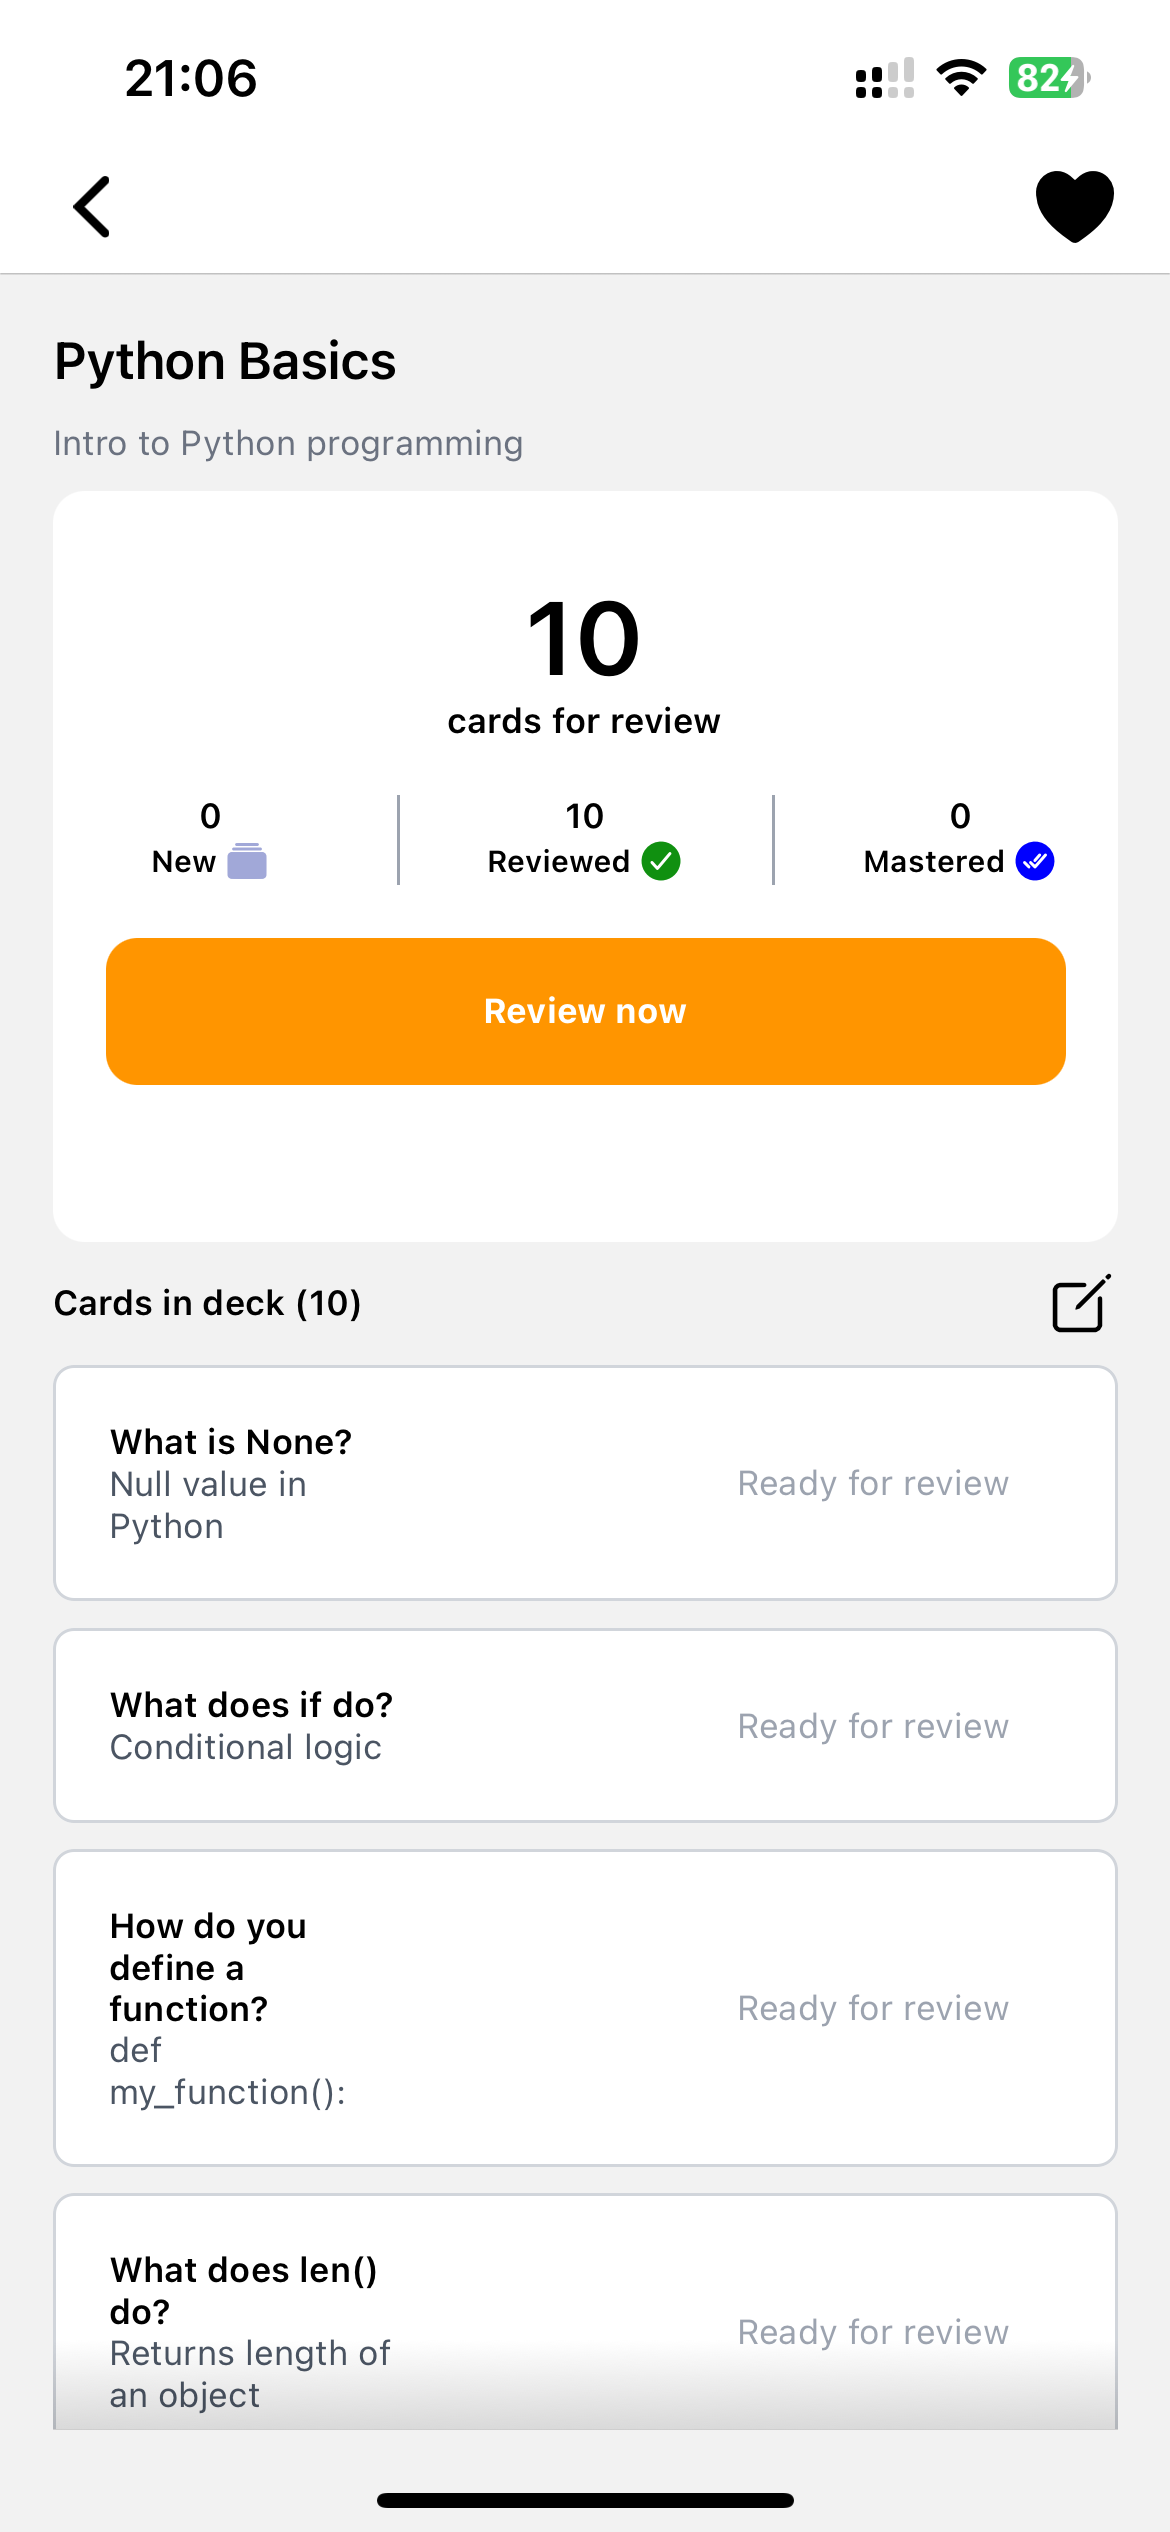 21:06
82
Python Basics
Intro to Python programming
10
cards for review
0
New
10
Reviewed
0
Mastered
Review now
Cards in deck (10)
What is None?
Null value in
Python
Ready for review
What does if do?
Conditional logic
Ready for review
How do you
define a
function?
def
my_function():
Ready for review
What does len()
do?
Returns length of
an object
Ready for review